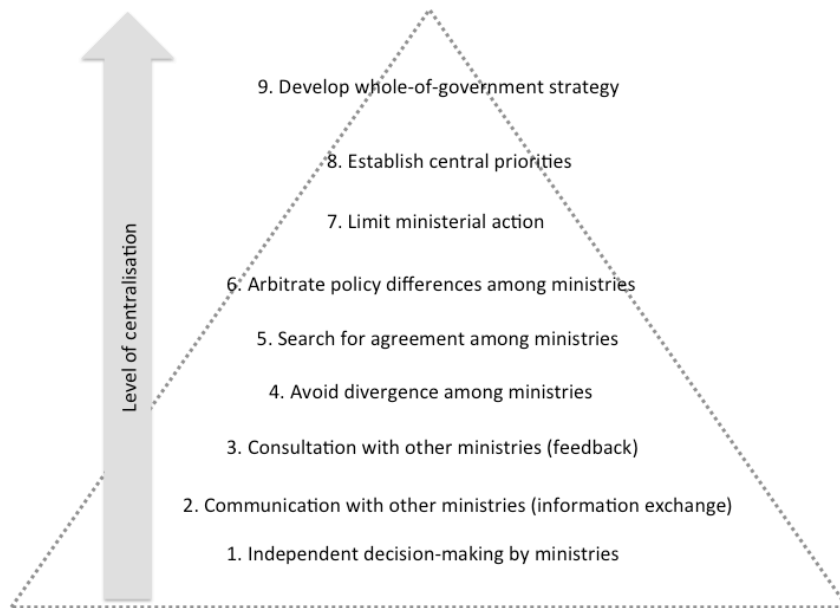 9. Develop whole-of-government strategy
8. Establish central priorities
7. Limit ministerial action
6. Arbitrate policy differences among ministries
5. Search for agreement among ministries
4. Avoid divergence among ministries
3. Consultation with other ministries (feedback)
2. Communication with other ministries (information exchange)
1. Independent decision-making by ministries
Level of centralisation